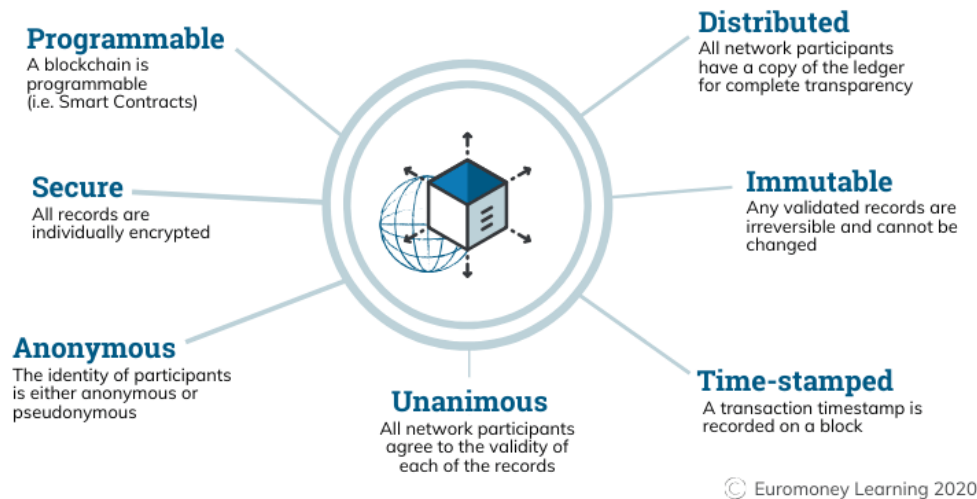 Programmable
A blockchain is
programmable
(i.e. Smart Contracts)
Distributed
All network participants
have a copy of the ledger
for complete transparency
Secure
All records are
individually encrypted
Immutable
Any validated records are
irreversible and cannot be
changed
Anonymous
The identity of participants
is either anonymous or
pseudonymous
Unanimous
All network participants
agree to the validity of
each of the records
Time-stamped
A transaction timestamp is
recorded on a block
© Euromoney Learning 2020